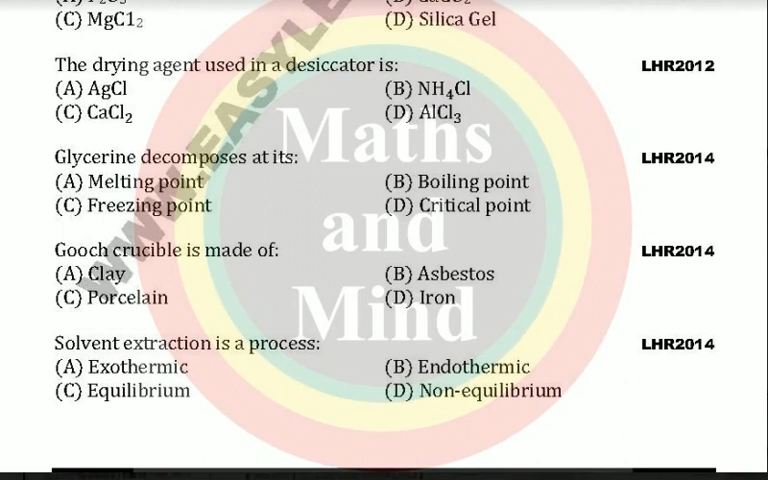 (C) MgC1₂ (D) Silica Gel
The drying agent used in a desiccator is: LHR2012
(A) AgCl (B) NH₄Cl
(C) CaCl₂ (D) AlCl₃
Glycerine decomposes at its: LHR2014
(A) Melting point (B) Boiling point
(C) Freezing point (D) Critical point
Gooch crucible is made of: LHR2014
(A) Clay (B) Asbestos
(C) Porcelain (D) Iron
Solvent extraction is a process: LHR2014
(A) Exothermic (B) Endothermic
(C) Equilibrium (D) Non-equilibrium
Maths
and
Mind